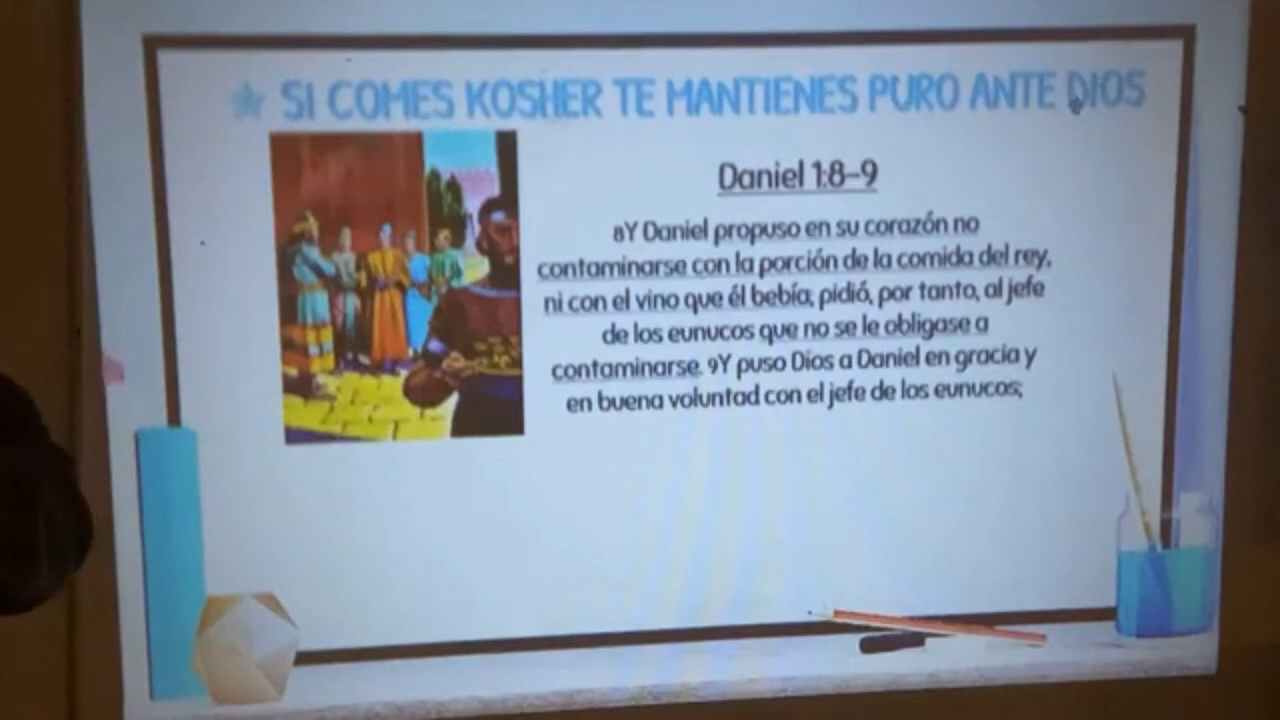 SI COMES KOSHER TE MANTIENES PURO ANTE DIOS
Daniel 1:8-9
8Y Daniel propuso en su corazón no
contaminarse con la porción de la comida del rey,
ni con el vino que él bebía; pidió, por tanto, al jefe
de los eunucos que no se le obligase a
contaminarse. 9Y puso Dios a Daniel en gracia y
en buena voluntad con el jefe de los eunucos;